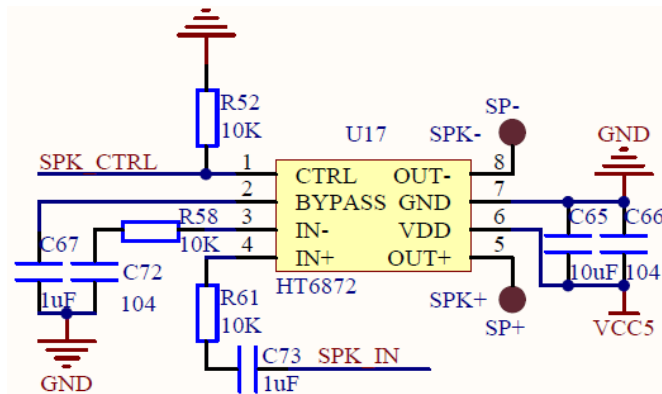 R52
10K
SPK_CTRL
U17
SP-
SPK-
GND
1
2
3
4
CTRL
BYPASS
IN-
IN+
OUT-
GND
VDD
OUT+
8
7
6
5
HT6872
C67
1uF
C72
104
R58
10K
R61
10K
C73
1uF
SPK_IN
GND
SPK+
SP+
C65
10uF
C66
104
VCC5